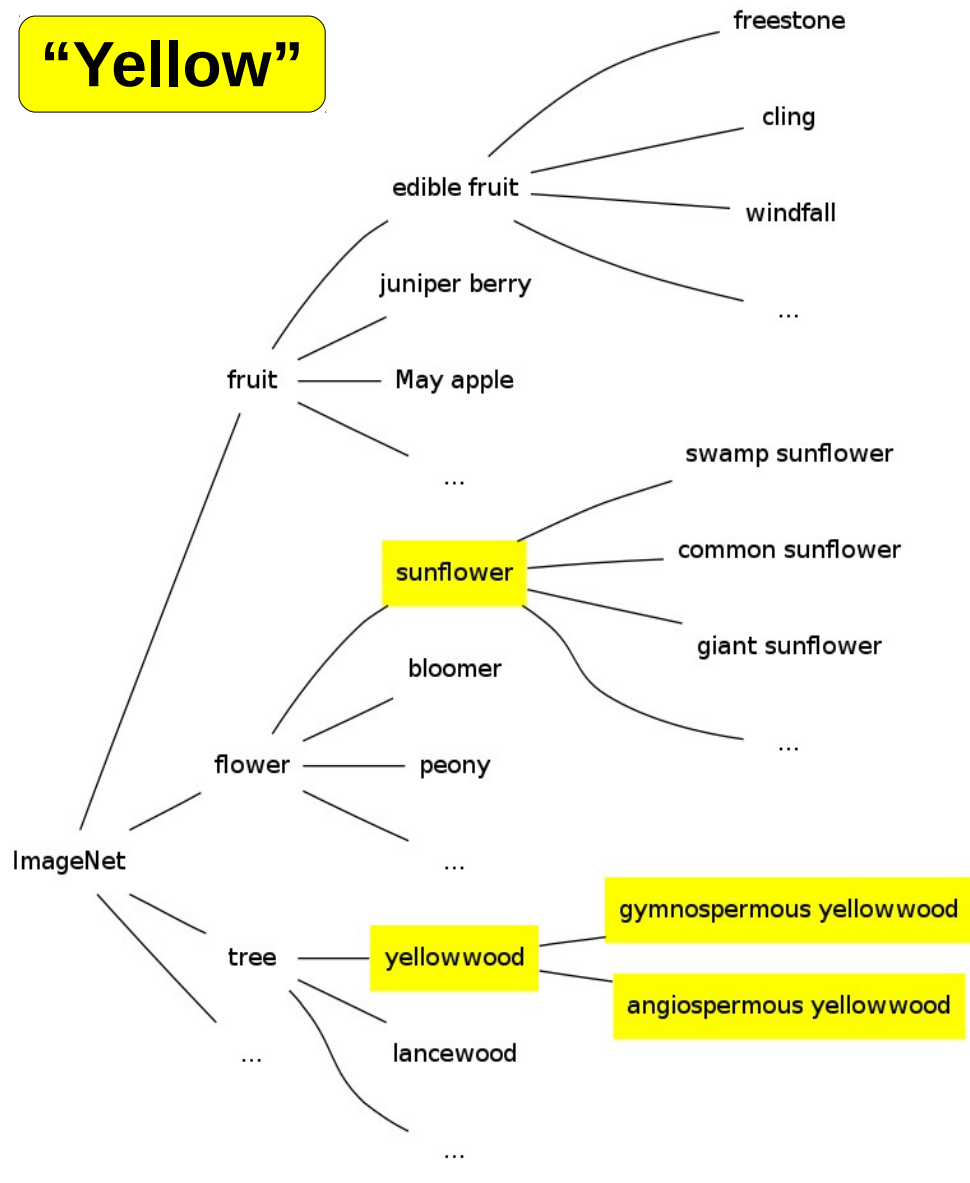 “Yellow”
freestone
cling
edible fruit
windfall
juniper berry
...
fruit
May apple
swamp sunflower
...
common sunflower
sunflower
giant sunflower
bloomer
...
flower
peony
ImageNet
...
gymnospermous yellowwood
tree
yellowwood
angiospermous yellowwood
...
lancewood
...